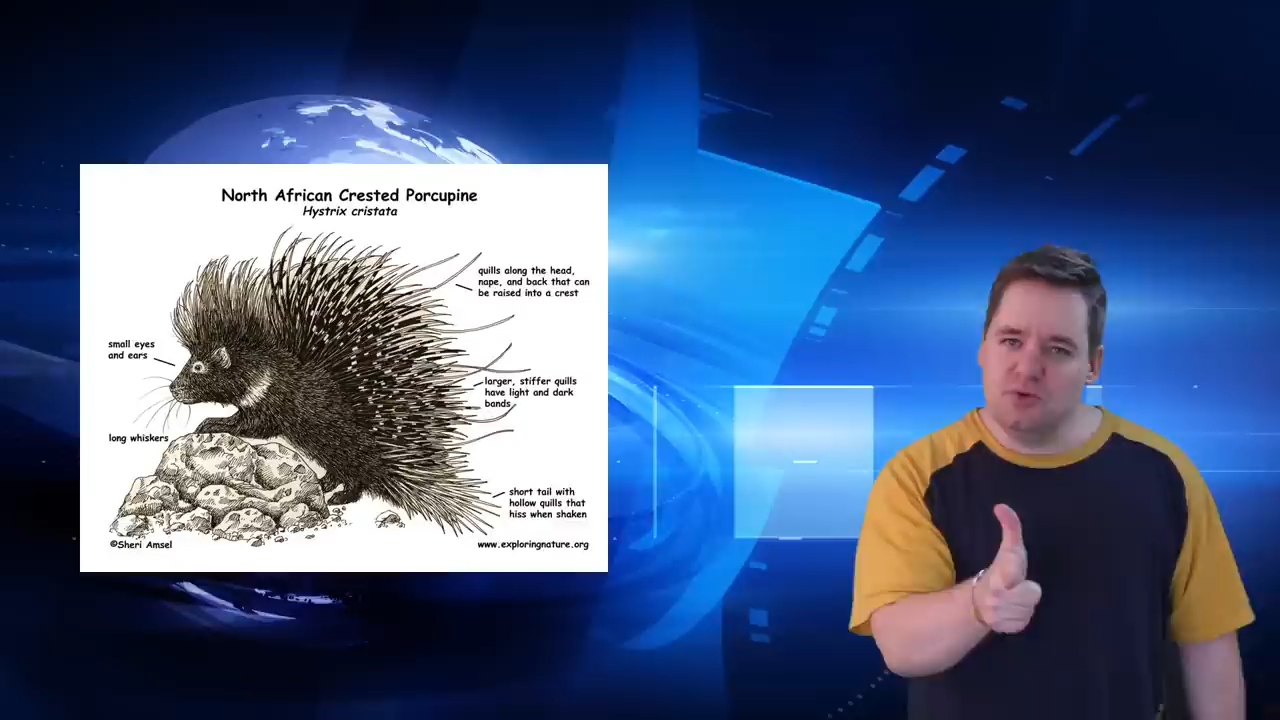 North African Crested Porcupine
Hystrix cristata
quills along the head,
nape, and back that can
be raised into a crest
small eyes
and ears
larger, stiffer quills
have light and dark
bands
long whiskers
short tail with
hollow quills that
hiss when shaken
©Sheri Amsel
www.exploringnature.org